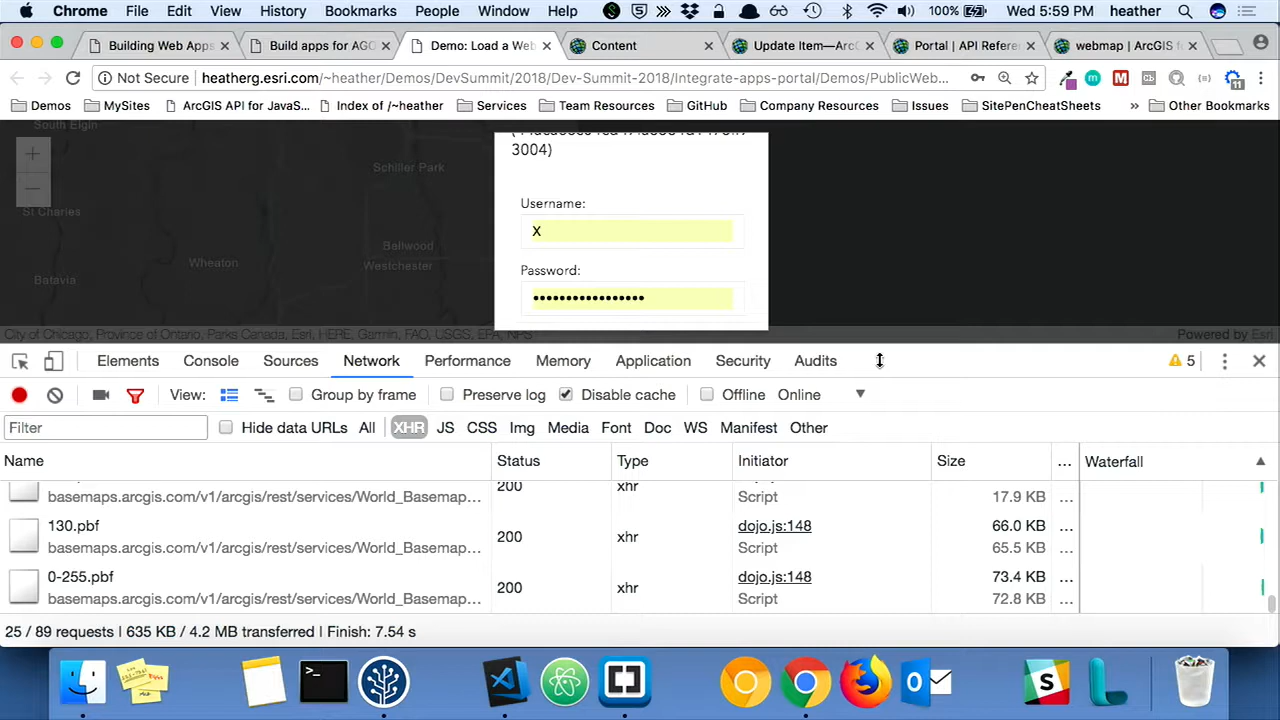 Chrome File Edit View History Bookmarks People Window Help 100% Wed 5:59 PM heather
Building Web Apps Build apps for AGO Demo: Load a Web Content Update Item—ArcG Portal | API Referen webmap | ArcGIS fo
Not Secure heatherg.esri.com/~heather/Demos/DevSummit/2018/Dev-Summit-2018/Integrate-apps-portal/Demos/PublicWeb...
Demos MySites ArcGIS API for JavaS... Index of /~heather Services Team Resources GitHub Company Resources Issues SitePenCheatSheets » Other Bookmarks
South Elgin
3004)
Schiller Park
St Charles
Username:
X
Bellwood
Wheaton
Westchester
Password:
Batavia
•••••••••••••••••
City of Chicago, Province of Ontario, Parks Canada, Esri, HERE, Garmin, FAO, USGS, EPA, NPS
Powered by Esri
Elements Console Sources Network Performance Memory Application Security Audits 5
View: Group by frame Preserve log Disable cache Offline Online
Filter Hide data URLs All XHR JS CSS Img Media Font Doc WS Manifest Other
Name Status Type Initiator Size ... Waterfall
200 xhr
basemaps.arcgis.com/v1/arcgis/rest/services/World_Basemap... Script 17.9 KB ...
130.pbf dojo.js:148 66.0 KB
200 xhr
basemaps.arcgis.com/v1/arcgis/rest/services/World_Basemap... Script 65.5 KB ...
0-255.pbf dojo.js:148 73.4 KB
200 xhr
basemaps.arcgis.com/v1/arcgis/rest/services/World_Basemap... Script 72.8 KB ...
25 / 89 requests | 635 KB / 4.2 MB transferred | Finish: 7.54 s